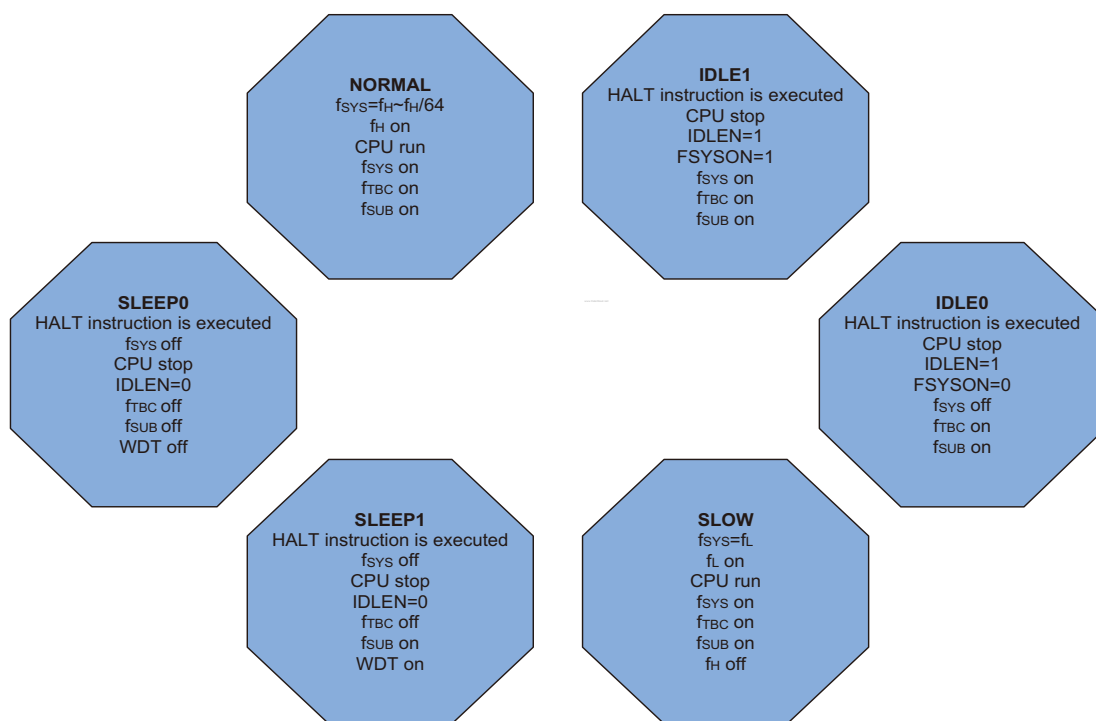 NORMAL
fSYS=fH~fH/64
fH on
CPU run
fSYS on
fTBC on
fSUB on
IDLE1
HALT instruction is executed
CPU stop
IDLEN=1
FSYSON=1
fSYS on
fTBC on
fSUB on
SLEEP0
HALT instruction is executed
fSYS off
CPU stop
IDLEN=0
fTBC off
fSUB off
WDT off
IDLE0
HALT instruction is executed
CPU stop
IDLEN=1
FSYSON=0
fSYS off
fTBC on
fSUB on
SLEEP1
HALT instruction is executed
fSYS off
CPU stop
IDLEN=0
fTBC off
fSUB on
WDT on
SLOW
fSYS=fL
fL on
CPU run
fSYS on
fTBC on
fSUB on
fH off